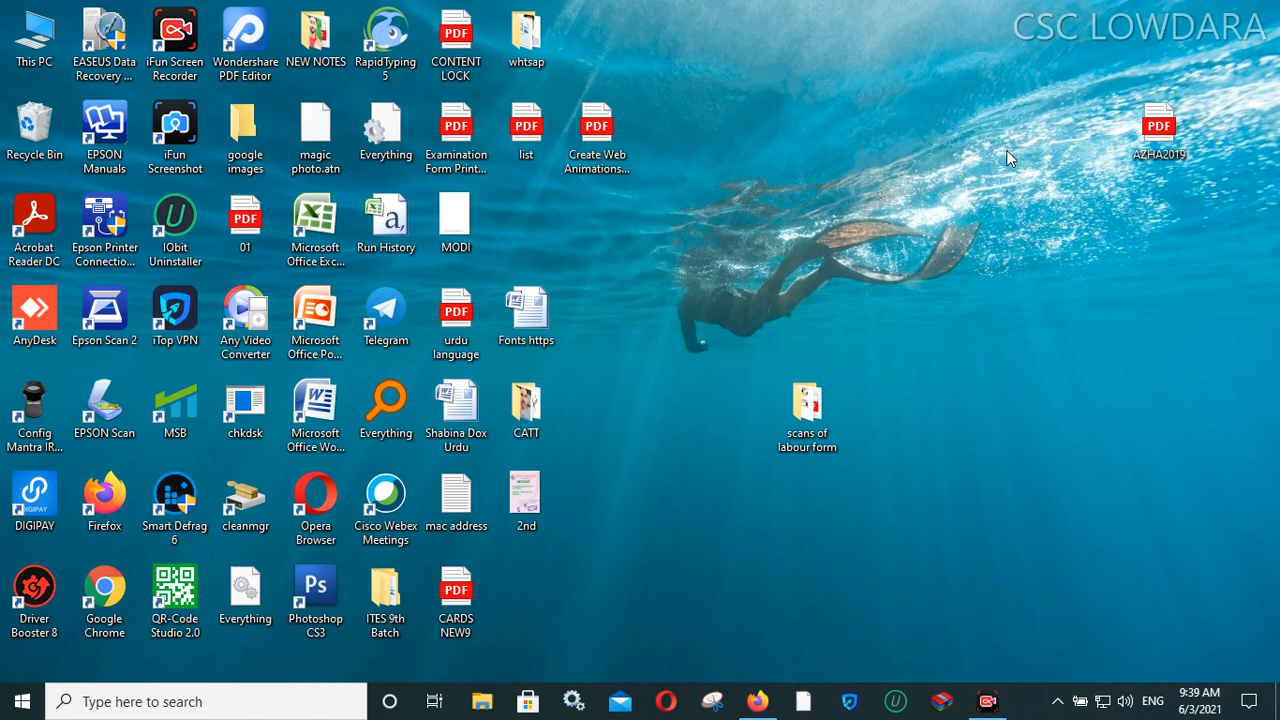 CSC LOWDARA
This PC
EASEUS Data
Recovery ...
iFun Screen
Recorder
Wondershare
PDF Editor
NEW NOTES
RapidTyping
5
PDF
CONTENT
LOCK
whtsap
Recycle Bin
EPSON
Manuals
iFun
Screenshot
google
images
magic
photo.atn
Everything
PDF
Examination
Form Print...
PDF
list
PDF
Create Web
Animations...
PDF
AZHA2019
Acrobat
Reader DC
Epson Printer
Connectio...
IObit
Uninstaller
PDF
01
Microsoft
Office Exc...
Run History
MODI
AnyDesk
Epson Scan 2
iTop VPN
Any Video
Converter
Microsoft
Office Po...
Telegram
PDF
urdu
language
Fonts https
Config
Mantra IR...
EPSON Scan
MSB
chkdsk
Microsoft
Office Wo...
Everything
Shabina Dox
Urdu
CATT
scans of
labour form
DIGIPAY
DIGIPAY
Firefox
Smart Defrag
6
cleanmgr
Opera
Browser
Cisco Webex
Meetings
mac address
2nd
Driver
Booster 8
Google
Chrome
QR-Code
Studio 2.0
Everything
Ps
Photoshop
CS3
ITES 9th
Batch
PDF
CARDS
NEW9
Type here to search
ENG
9:39 AM
6/3/2021